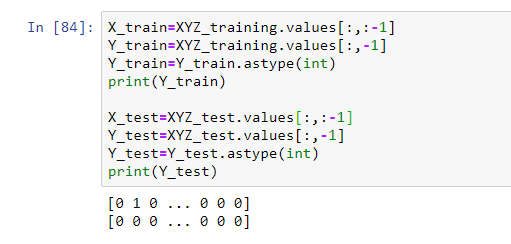 In [84]: X_train=XYZ_training.values[:,:-1]
Y_train=XYZ_training.values[:,-1]
Y_train=Y_train.astype(int)
print(Y_train)

X_test=XYZ_test.values[:,:-1]
Y_test=XYZ_test.values[:,-1]
Y_test=Y_test.astype(int)
print(Y_test)

[0 1 0 ... 0 0 0]
[0 0 0 ... 0 0 0]